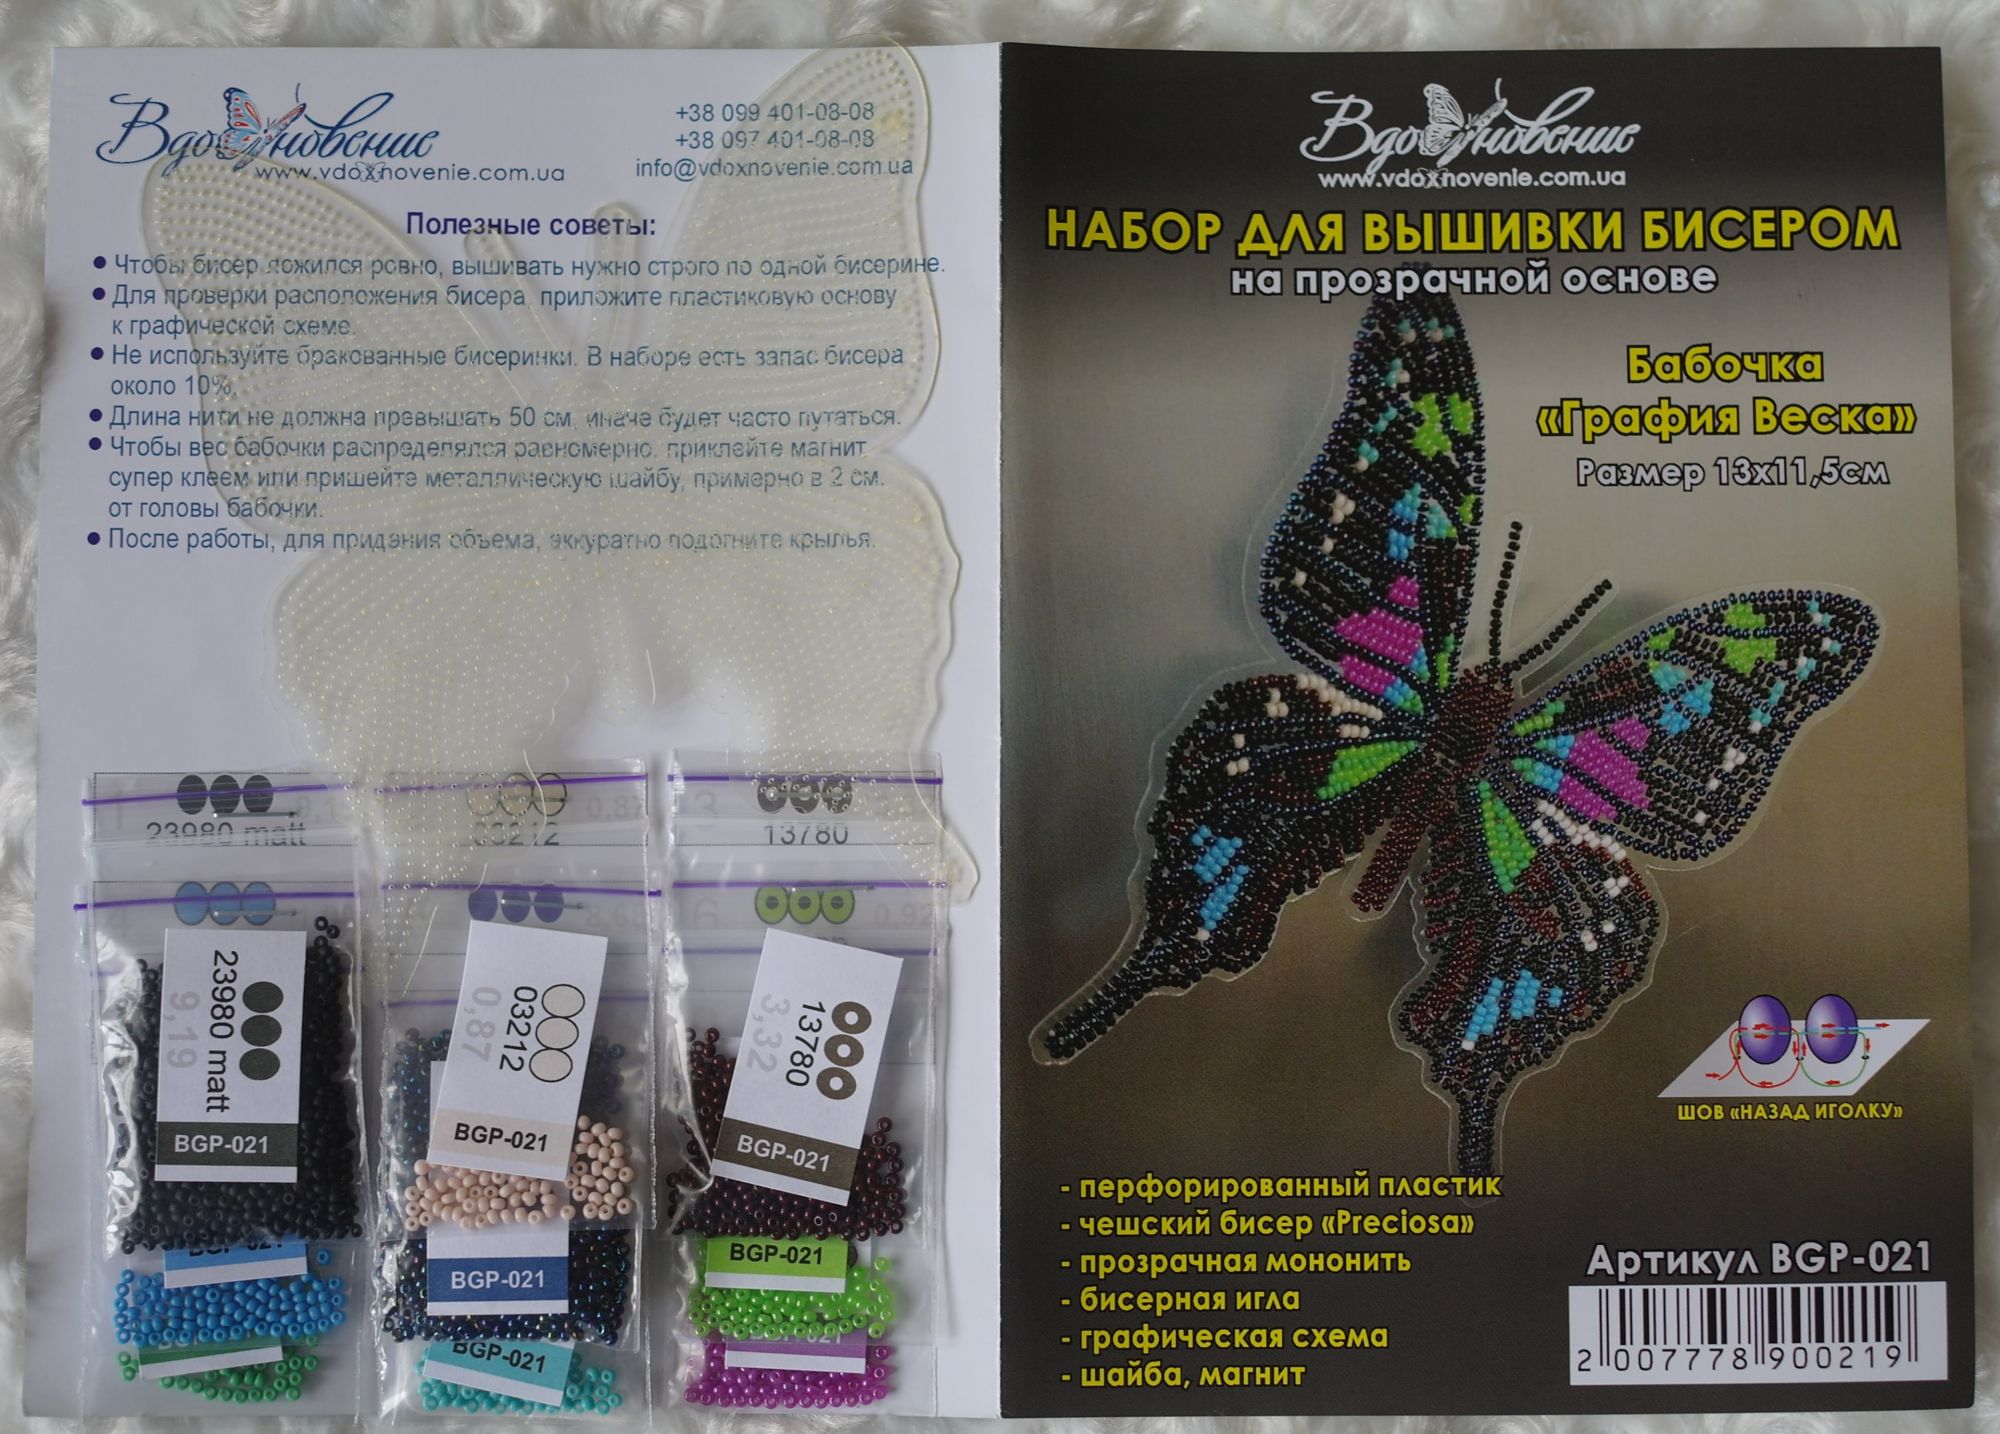 Вдохновение
www.vdoxnovenie.com.ua
+38 099 401-08-08
+38 097 401-08-08
info@vdoxnovenie.com.ua
Полезные советы:
• Чтобы бисер ложился ровно, вышивать нужно строго по одной бисерине.
• Для проверки расположения бисера, приложите пластиковую основу
к графической схеме.
• Не используйте бракованные бисеринки. В наборе есть запас бисера
около 10%.
• Длина нити не должна превышать 50 см, иначе будет часто путаться.
• Чтобы вес бабочки распределялся равномерно, приклейте магнит
супер клеем или пришейте металлическую шайбу, примерно в 2 см.
от головы бабочки.
• После работы, для придания объема, аккуратно подогните крылья.
23980 matt
03212
0,87
13780
8,68
0,92
23980 matt
9,19
BGP-021
03212
0,87
BGP-021
13780
3,32
BGP-021
BGP-021
BGP-021
BGP-021
BGP-021
Вдохновение
www.vdoxnovenie.com.ua
НАБОР ДЛЯ ВЫШИВКИ БИСЕРОМ
на прозрачной основе
Бабочка
«Графия Веска»
Размер 13х11,5см
ШОВ «НАЗАД ИГОЛКУ»
- перфорированный пластик
- чешский бисер «Preciosa»
- прозрачная мононить
- бисерная игла
- графическая схема
- шайба, магнит
Артикул BGP-021
2 007778 900219